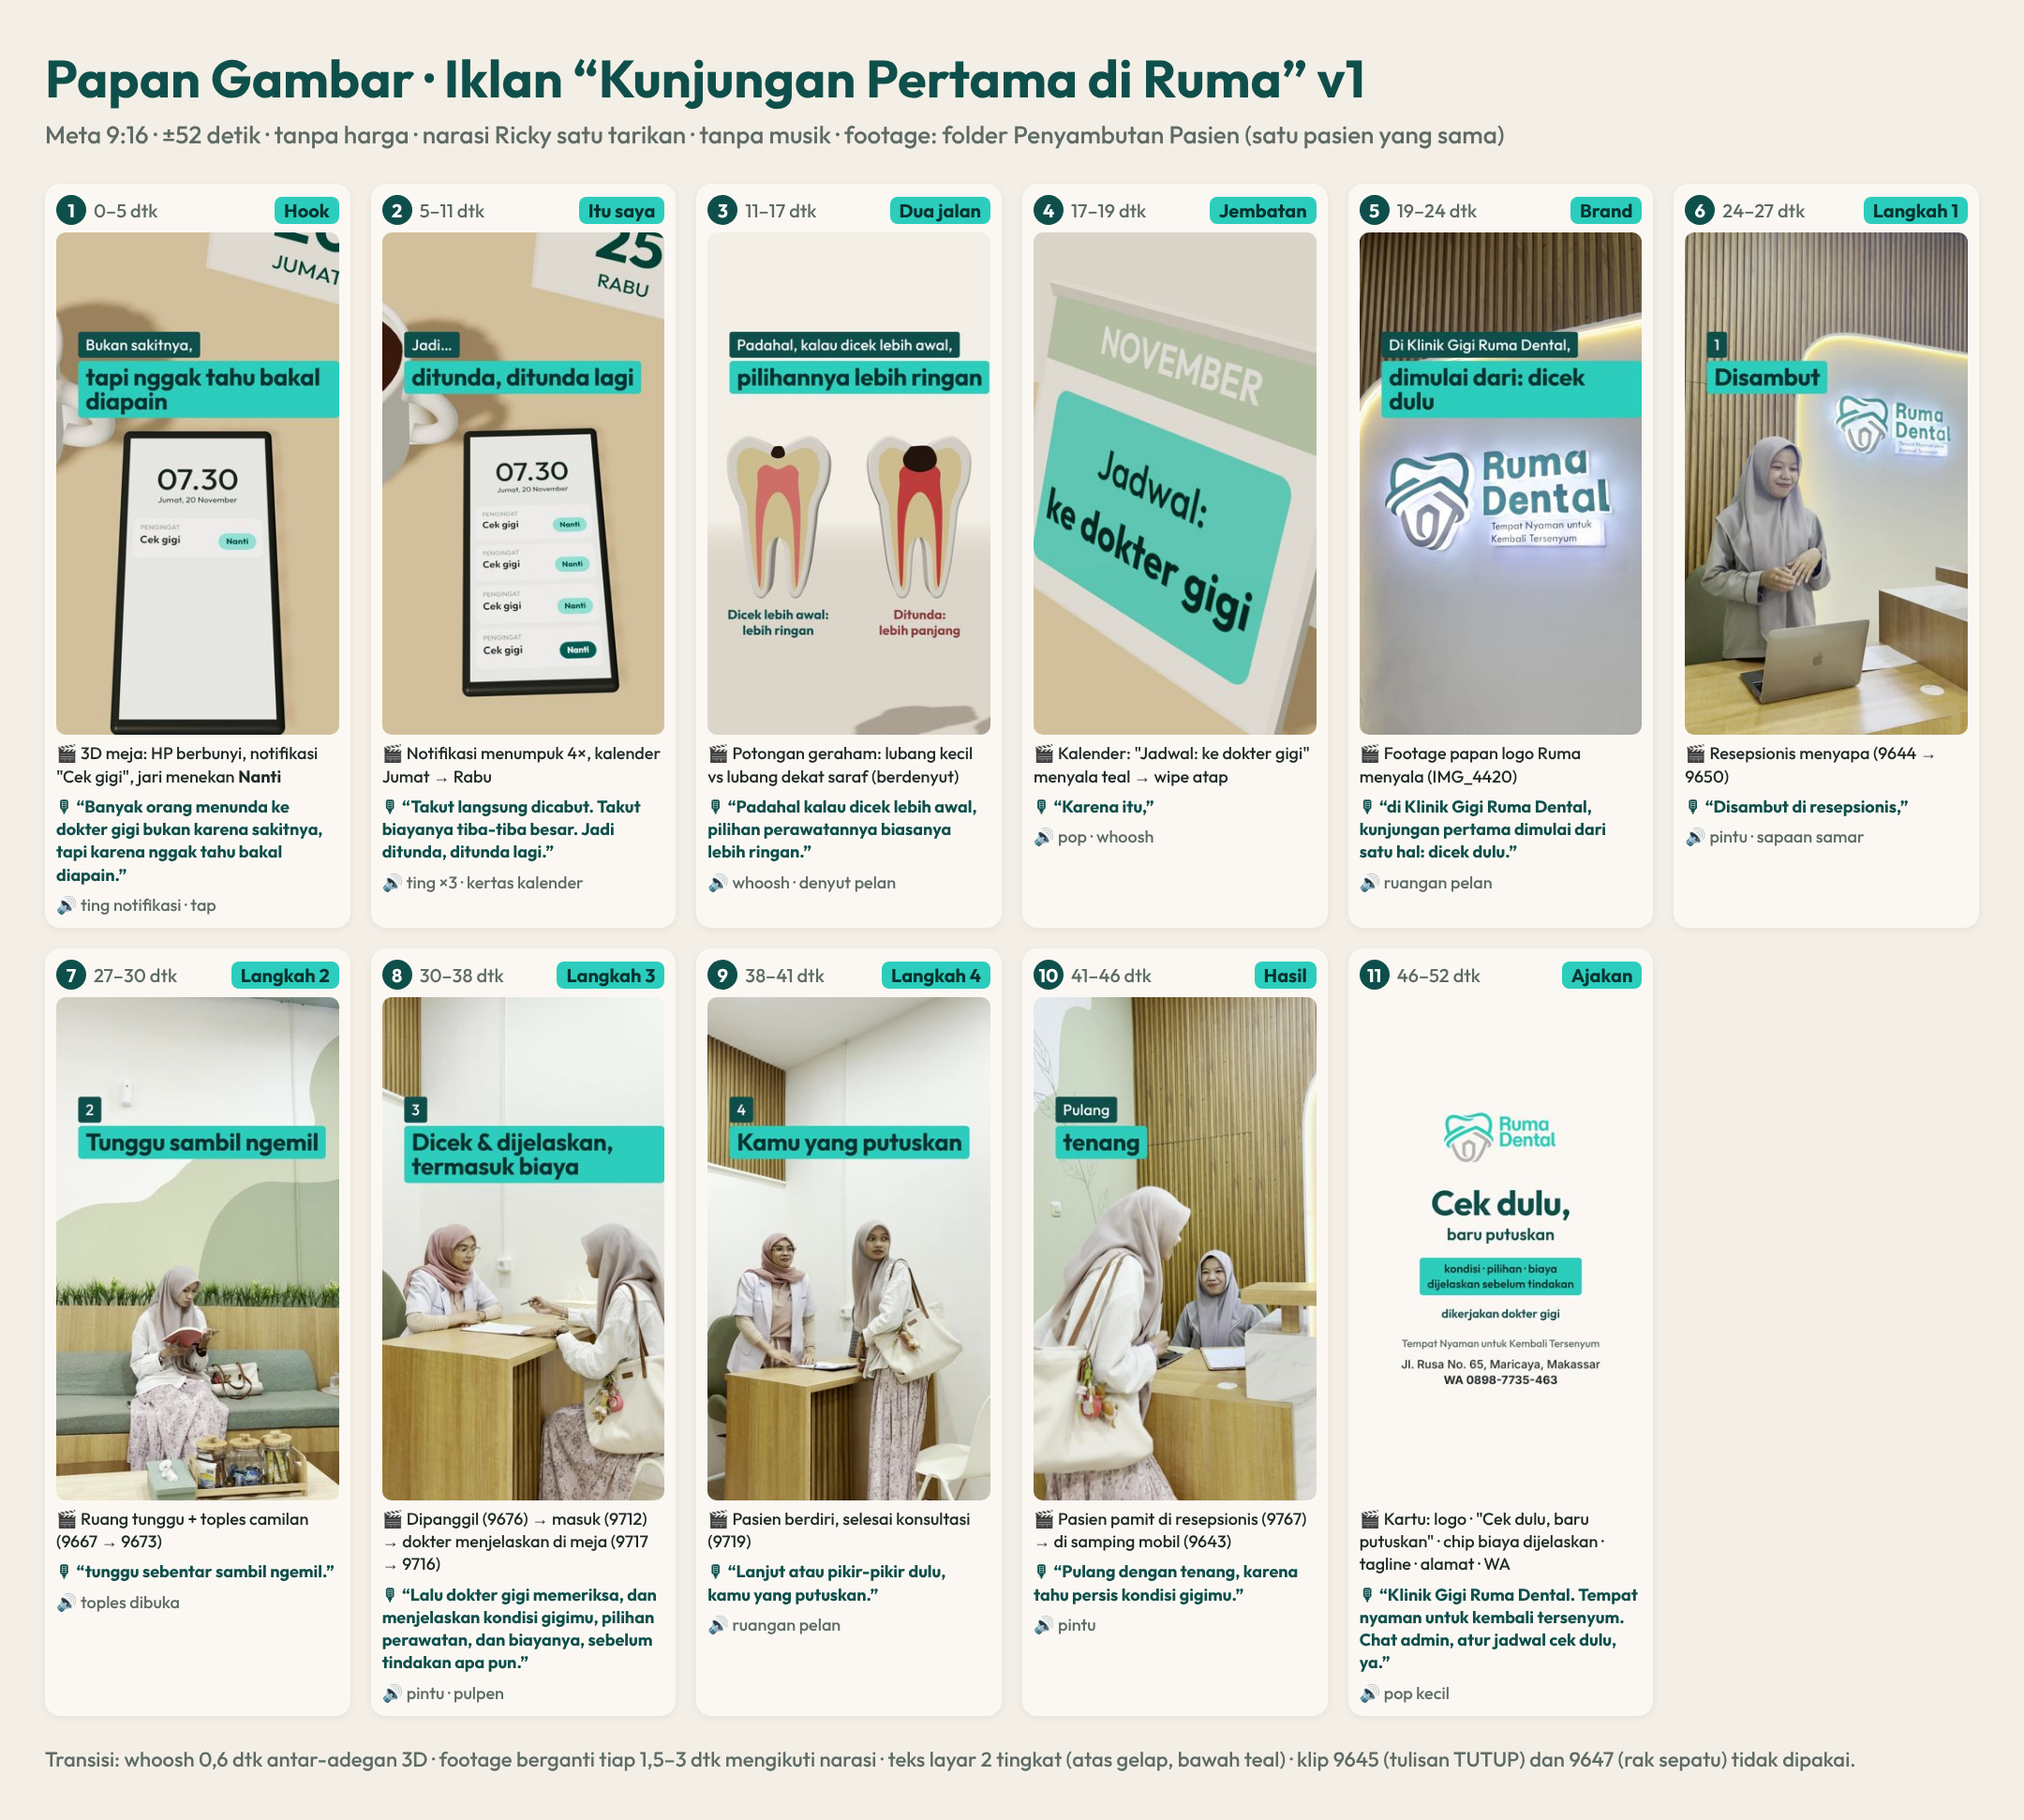 Papan Gambar · Iklan “Kunjungan Pertama di Ruma” v1
Meta 9:16 · ±52 detik · tanpa harga · narasi Ricky satu tarikan · tanpa musik · footage: folder Penyambutan Pasien (satu pasien yang sama)
1 0–5 dtk Hook
JUMAT
Bukan sakitnya,
tapi nggak tahu bakal
diapain
07.30
Jumat, 20 November
PENGINGAT
Cek gigi Nanti
🎬 3D meja: HP berbunyi, notifikasi
"Cek gigi", jari menekan Nanti
🎙 “Banyak orang menunda ke
dokter gigi bukan karena sakitnya,
tapi karena nggak tahu bakal
diapain.”
🔊 ting notifikasi · tap
2 5–11 dtk Itu saya
25
RABU
Jadi...
ditunda, ditunda lagi
07.30
Jumat, 20 November
PENGINGAT
Cek gigi Nanti
PENGINGAT
Cek gigi Nanti
PENGINGAT
Cek gigi Nanti
PENGINGAT
Cek gigi Nanti
🎬 Notifikasi menumpuk 4×, kalender
Jumat → Rabu
🎙 “Takut langsung dicabut. Takut
biayanya tiba-tiba besar. Jadi
ditunda, ditunda lagi.”
🔊 ting ×3 · kertas kalender
3 11–17 dtk Dua jalan
Padahal, kalau dicek lebih awal,
pilihannya lebih ringan
Dicek lebih awal:
lebih ringan
Ditunda:
lebih panjang
🎬 Potongan geraham: lubang kecil
vs lubang dekat saraf (berdenyut)
🎙 “Padahal kalau dicek lebih awal,
pilihan perawatannya biasanya
lebih ringan.”
🔊 whoosh · denyut pelan
4 17–19 dtk Jembatan
NOVEMBER
Jadwal:
ke dokter gigi
🎬 Kalender: "Jadwal: ke dokter gigi"
menyala teal → wipe atap
🎙 “Karena itu,”
🔊 pop · whoosh
5 19–24 dtk Brand
Di Klinik Gigi Ruma Dental,
dimulai dari: dicek
dulu
Ruma
Dental
Tempat Nyaman untuk
Kembali Tersenyum
🎬 Footage papan logo Ruma
menyala (IMG_4420)
🎙 “di Klinik Gigi Ruma Dental,
kunjungan pertama dimulai dari
satu hal: dicek dulu.”
🔊 ruangan pelan
6 24–27 dtk Langkah 1
1
Disambut
Ruma
Dental
🎬 Resepsionis menyapa (9644 →
9650)
🎙 “Disambut di resepsionis,”
🔊 pintu · sapaan samar
7 27–30 dtk Langkah 2
2
Tunggu sambil ngemil
🎬 Ruang tunggu + toples camilan
(9667 → 9673)
🎙 “tunggu sebentar sambil ngemil.”
🔊 toples dibuka
8 30–38 dtk Langkah 3
3
Dicek & dijelaskan,
termasuk biaya
🎬 Dipanggil (9676) → masuk (9712)
→ dokter menjelaskan di meja (9717
→ 9716)
🎙 “Lalu dokter gigi memeriksa, dan
menjelaskan kondisi gigimu, pilihan
perawatan, dan biayanya, sebelum
tindakan apa pun.”
🔊 pintu · pulpen
9 38–41 dtk Langkah 4
4
Kamu yang putuskan
🎬 Pasien berdiri, selesai konsultasi
(9719)
🎙 “Lanjut atau pikir-pikir dulu,
kamu yang putuskan.”
🔊 ruangan pelan
10 41–46 dtk Hasil
Pulang
tenang
🎬 Pasien pamit di resepsionis (9767)
→ di samping mobil (9643)
🎙 “Pulang dengan tenang, karena
tahu persis kondisi gigimu.”
🔊 pintu
11 46–52 dtk Ajakan
Ruma
Dental
Cek dulu,
baru putuskan
kondisi · pilihan · biaya
dijelaskan sebelum tindakan
dikerjakan dokter gigi
Tempat Nyaman untuk Kembali Tersenyum
Jl. Rusa No. 65, Maricaya, Makassar
WA 0898-7735-463
🎬 Kartu: logo · "Cek dulu, baru
putuskan" · chip biaya dijelaskan ·
tagline · alamat · WA
🎙 “Klinik Gigi Ruma Dental. Tempat
nyaman untuk kembali tersenyum.
Chat admin, atur jadwal cek dulu,
ya.”
🔊 pop kecil
Transisi: whoosh 0,6 dtk antar-adegan 3D · footage berganti tiap 1,5–3 dtk mengikuti narasi · teks layar 2 tingkat (atas gelap, bawah teal) · klip 9645 (tulisan TUTUP) dan 9647 (rak sepatu) tidak dipakai.